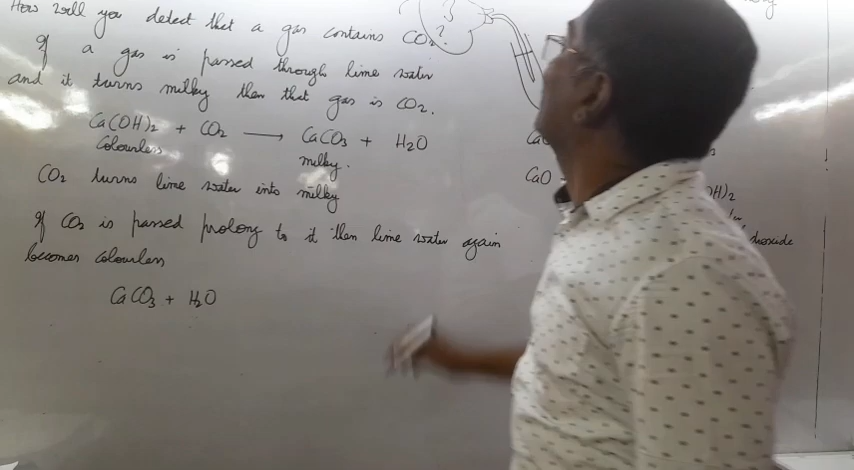 How will you detect that a gas contains CO₂?
If a gas is passed through lime water
and it turns milky then that gas is CO₂.
Ca(OH)₂ + CO₂ ⟶ CaCO₃ + H₂O
Colourless milky.
CO₂ turns lime water into milky
If CO₂ is passed prolong to it then lime water again
becomes colourless
CaCO₃ + H₂O
?
CaO
OH)₂